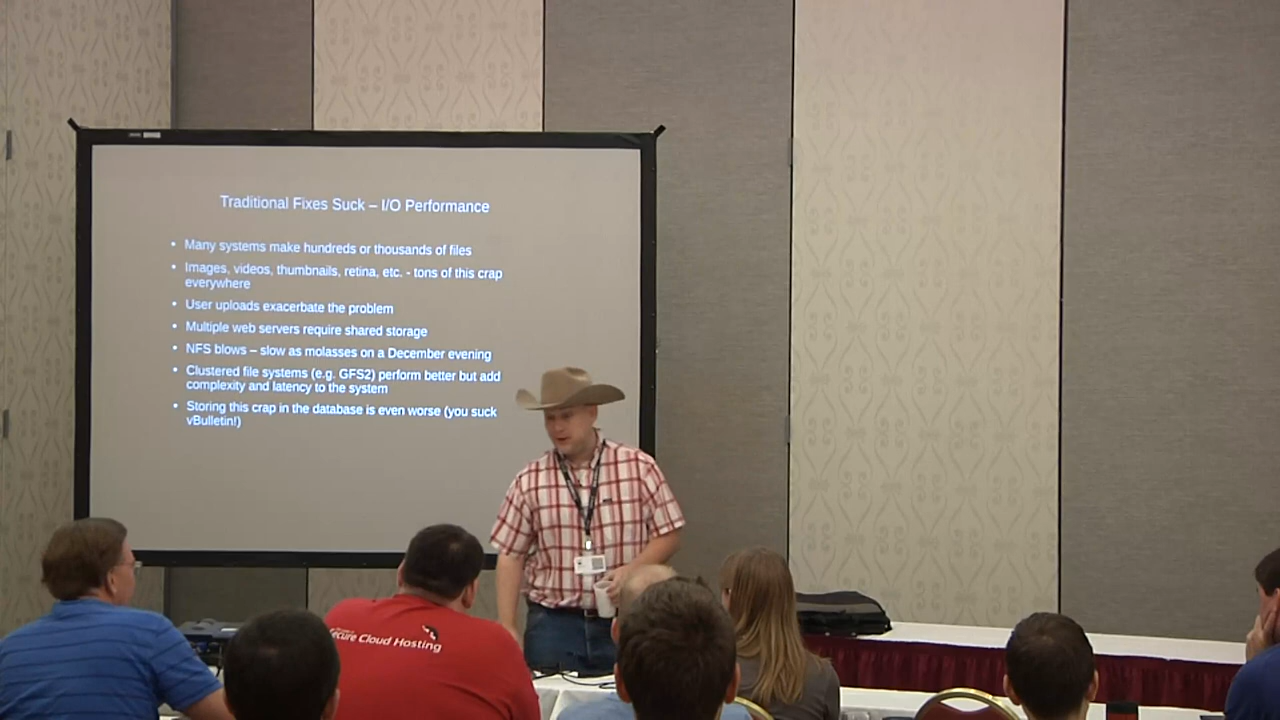 Traditional Fixes Suck – I/O Performance
• Many systems make hundreds or thousands of files
• Images, videos, thumbnails, retina, etc. - tons of this crap
everywhere
• User uploads exacerbate the problem
• Multiple web servers require shared storage
• NFS blows – slow as molasses on a December evening
• Clustered file systems (e.g. GFS2) perform better but add
complexity and latency to the system
• Storing this crap in the database is even worse (you suck
vBulletin!)
Cloud Hosting